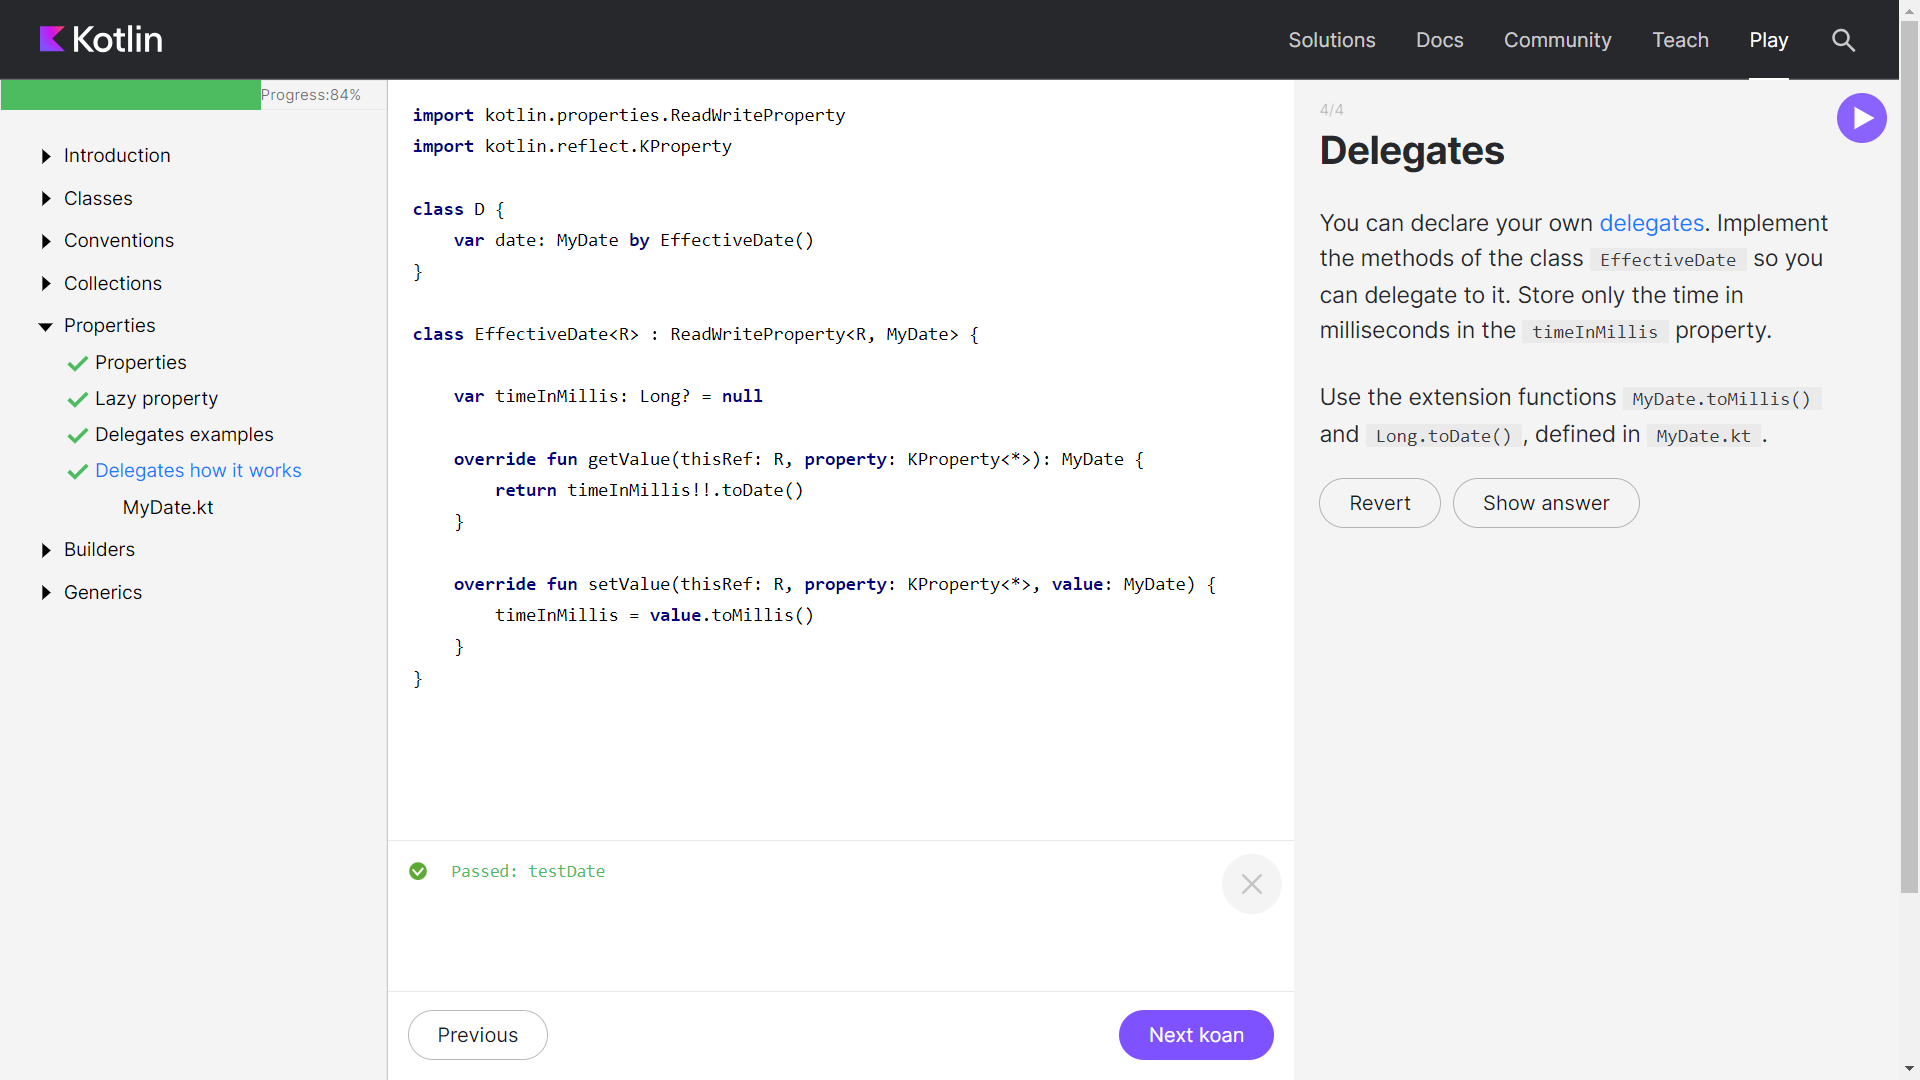 Kotlin
Solutions Docs Community Teach Play
Progress:84%
Introduction
Classes
Conventions
Collections
Properties
Properties
Lazy property
Delegates examples
Delegates how it works
MyDate.kt
Builders
Generics
import kotlin.properties.ReadWriteProperty
import kotlin.reflect.KProperty
class D {
    var date: MyDate by EffectiveDate()
}
class EffectiveDate<R> : ReadWriteProperty<R, MyDate> {
    var timeInMillis: Long? = null
    override fun getValue(thisRef: R, property: KProperty<*>): MyDate {
        return timeInMillis!!.toDate()
    }
    override fun setValue(thisRef: R, property: KProperty<*>, value: MyDate) {
        timeInMillis = value.toMillis()
    }
}
Passed: testDate
Previous
Next koan
4/4
Delegates
You can declare your own delegates. Implement
the methods of the class EffectiveDate so you
can delegate to it. Store only the time in
milliseconds in the timeInMillis property.
Use the extension functions MyDate.toMillis()
and Long.toDate(), defined in MyDate.kt.
Revert
Show answer